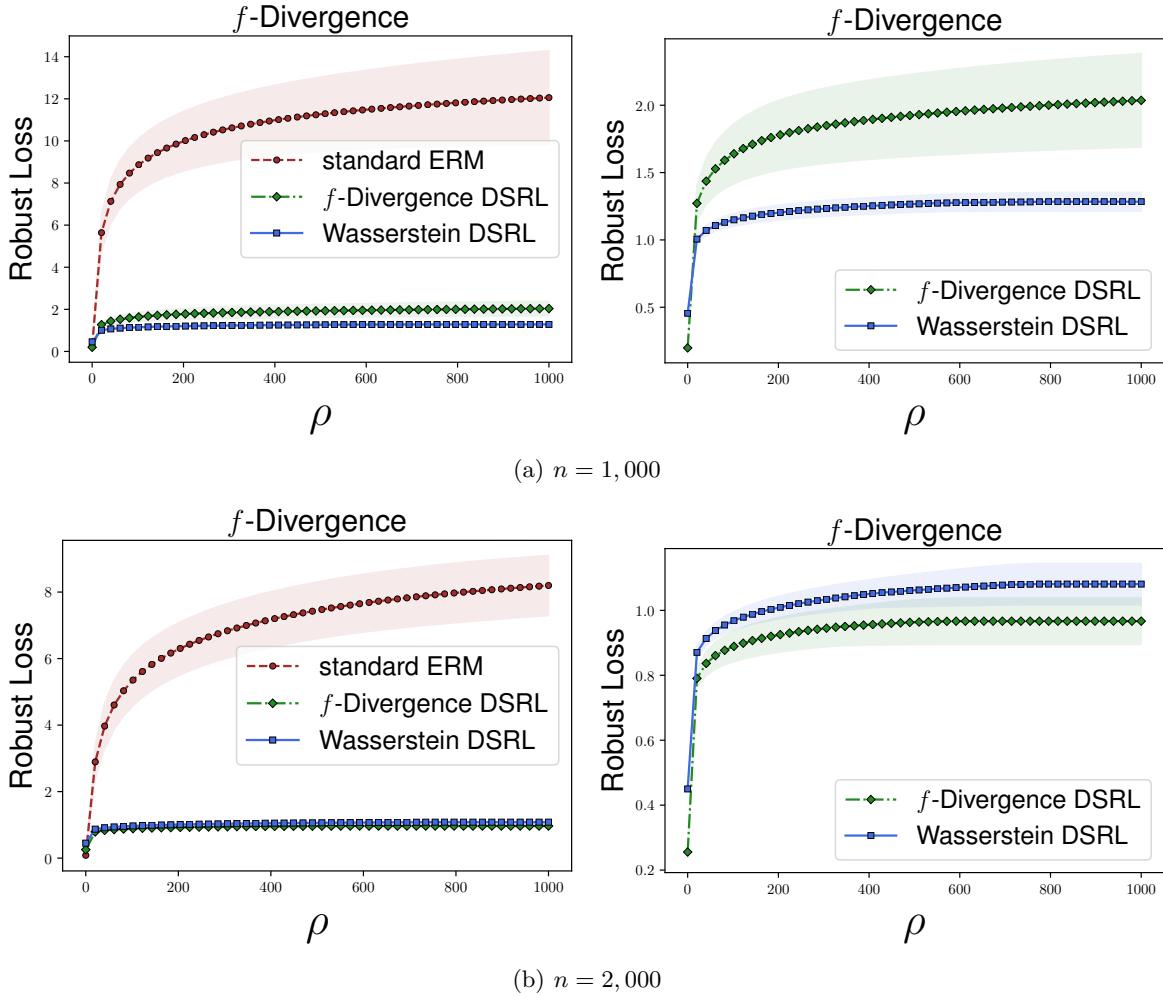 f-Divergence
14
12
10
8
6
4
2
0
Robust Loss
standard ERM
f-Divergence DSRL
Wasserstein DSRL
0 200 400 600 800 1000
ρ
f-Divergence
2.0
1.5
1.0
0.5
Robust Loss
f-Divergence DSRL
Wasserstein DSRL
0 200 400 600 800 1000
ρ
(a) n = 1,000
f-Divergence
8
6
4
2
0
Robust Loss
standard ERM
f-Divergence DSRL
Wasserstein DSRL
0 200 400 600 800 1000
ρ
f-Divergence
1.0
0.8
0.6
0.4
0.2
Robust Loss
f-Divergence DSRL
Wasserstein DSRL
0 200 400 600 800 1000
ρ
(b) n = 2,000